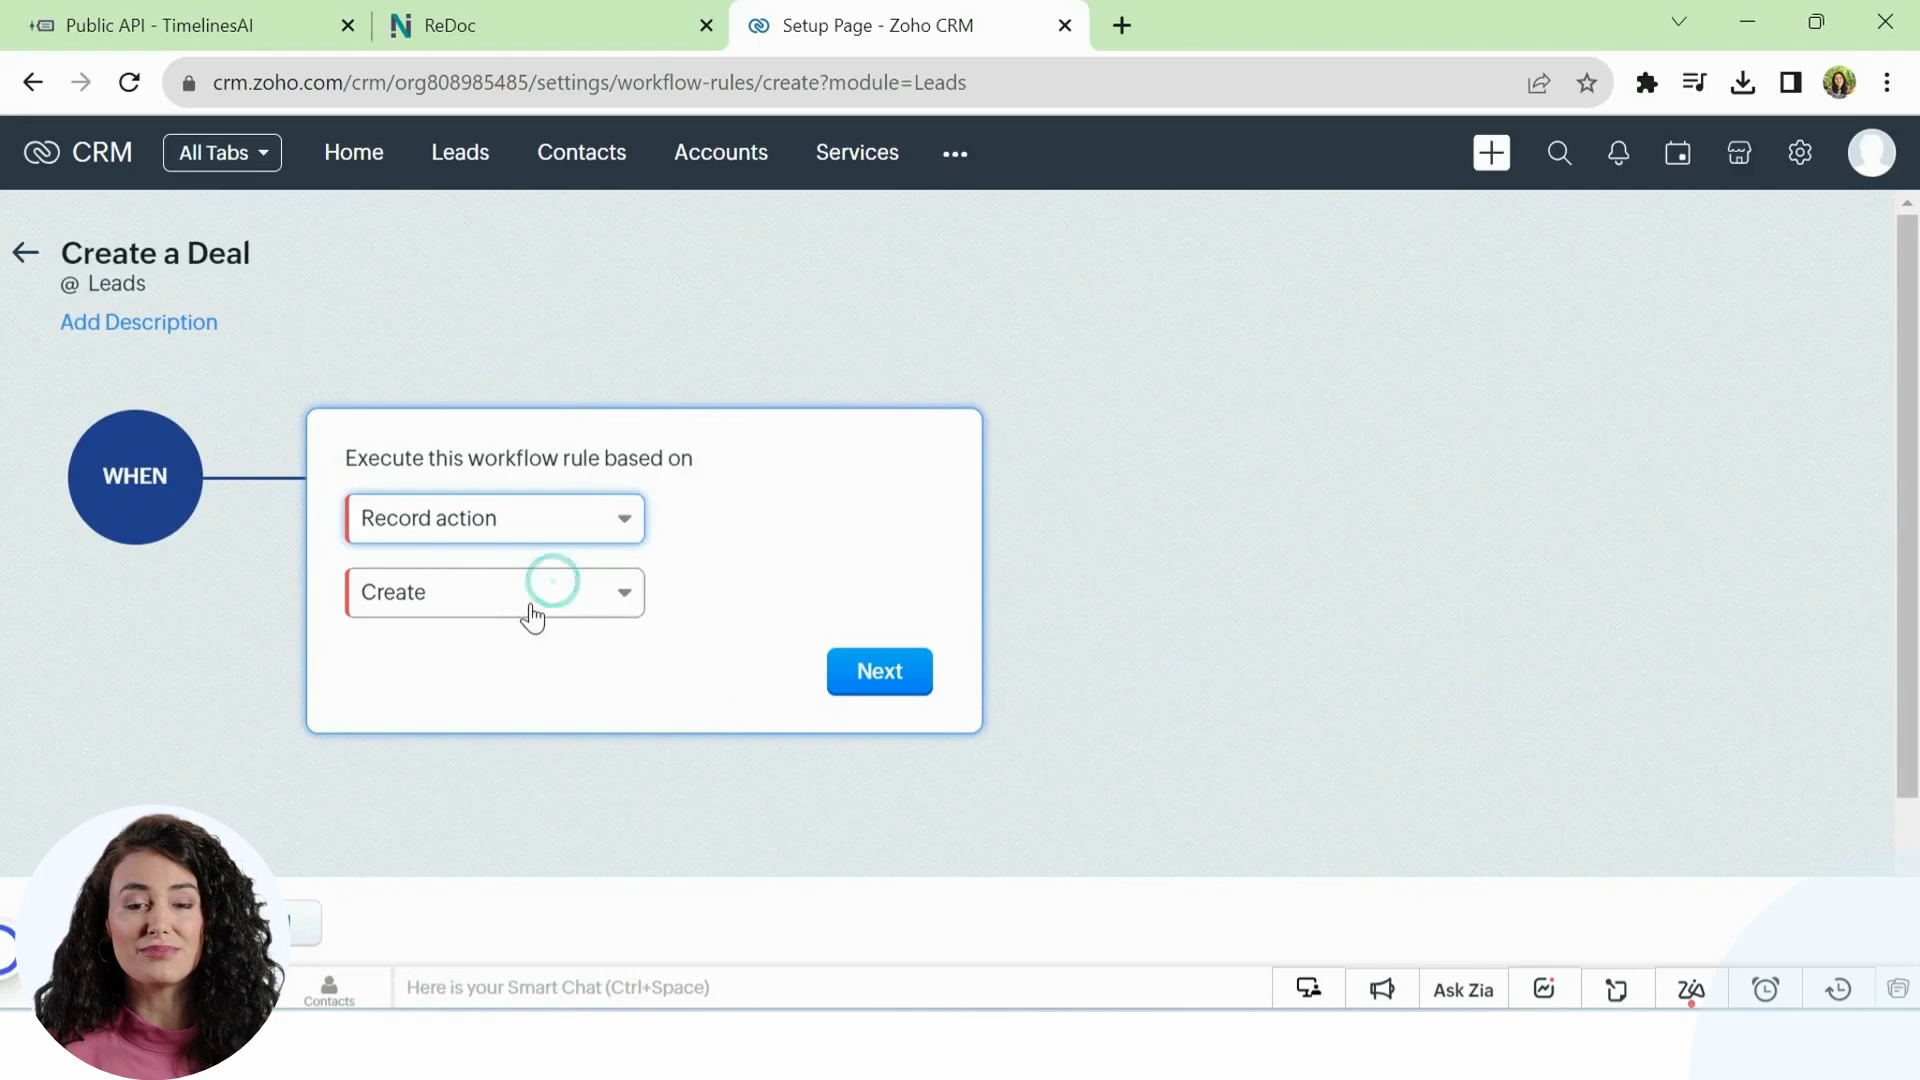 Public API - TimelinesAI
ReDoc
Setup Page - Zoho CRM
crm.zoho.com/crm/org808985485/settings/workflow-rules/create?module=Leads
CRM
All Tabs
Home
Leads
Contacts
Accounts
Services
Create a Deal
@ Leads
Add Description
WHEN
Execute this workflow rule based on
Record action
Create
Next
Contacts
Here is your Smart Chat (Ctrl+Space)
Ask Zia